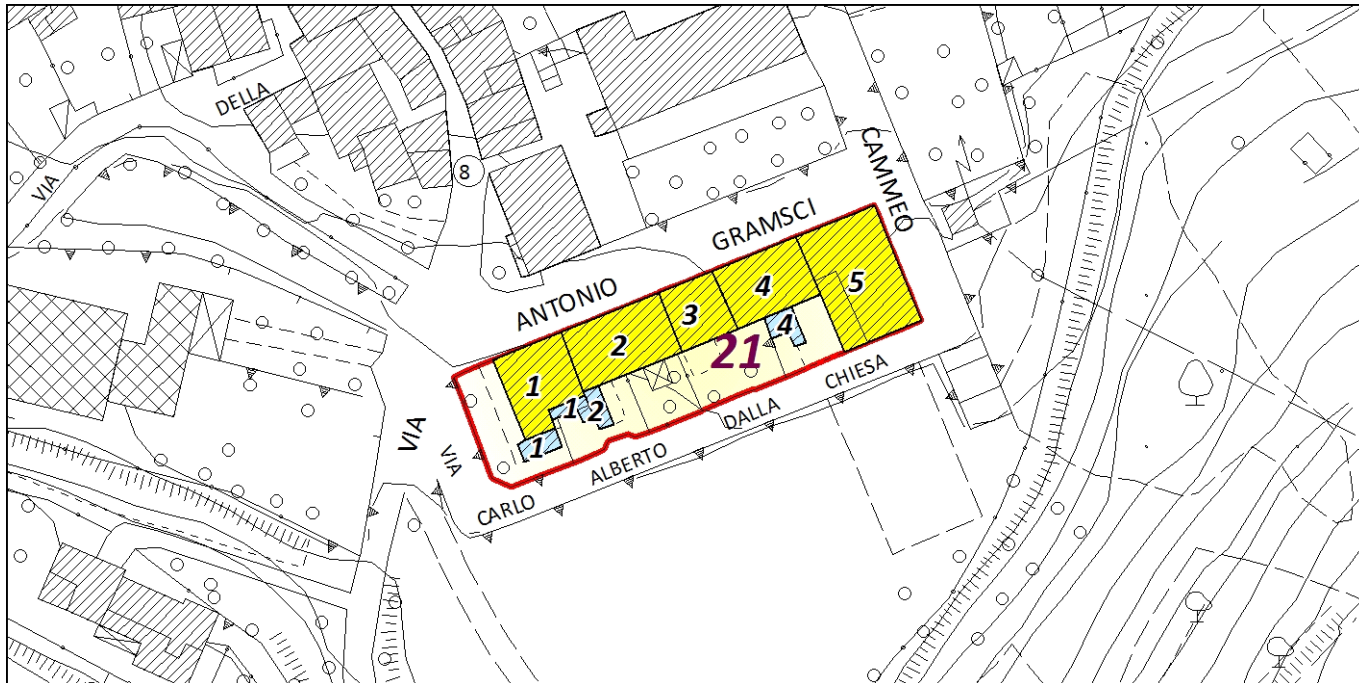 DELLA
VIA
8
CAMMEO
GRAMSCI
ANTONIO
5
4
3
2
1
4
21
1
2
1
CHIESA
DALLA
ALBERTO
CARLO
VIA
VIA